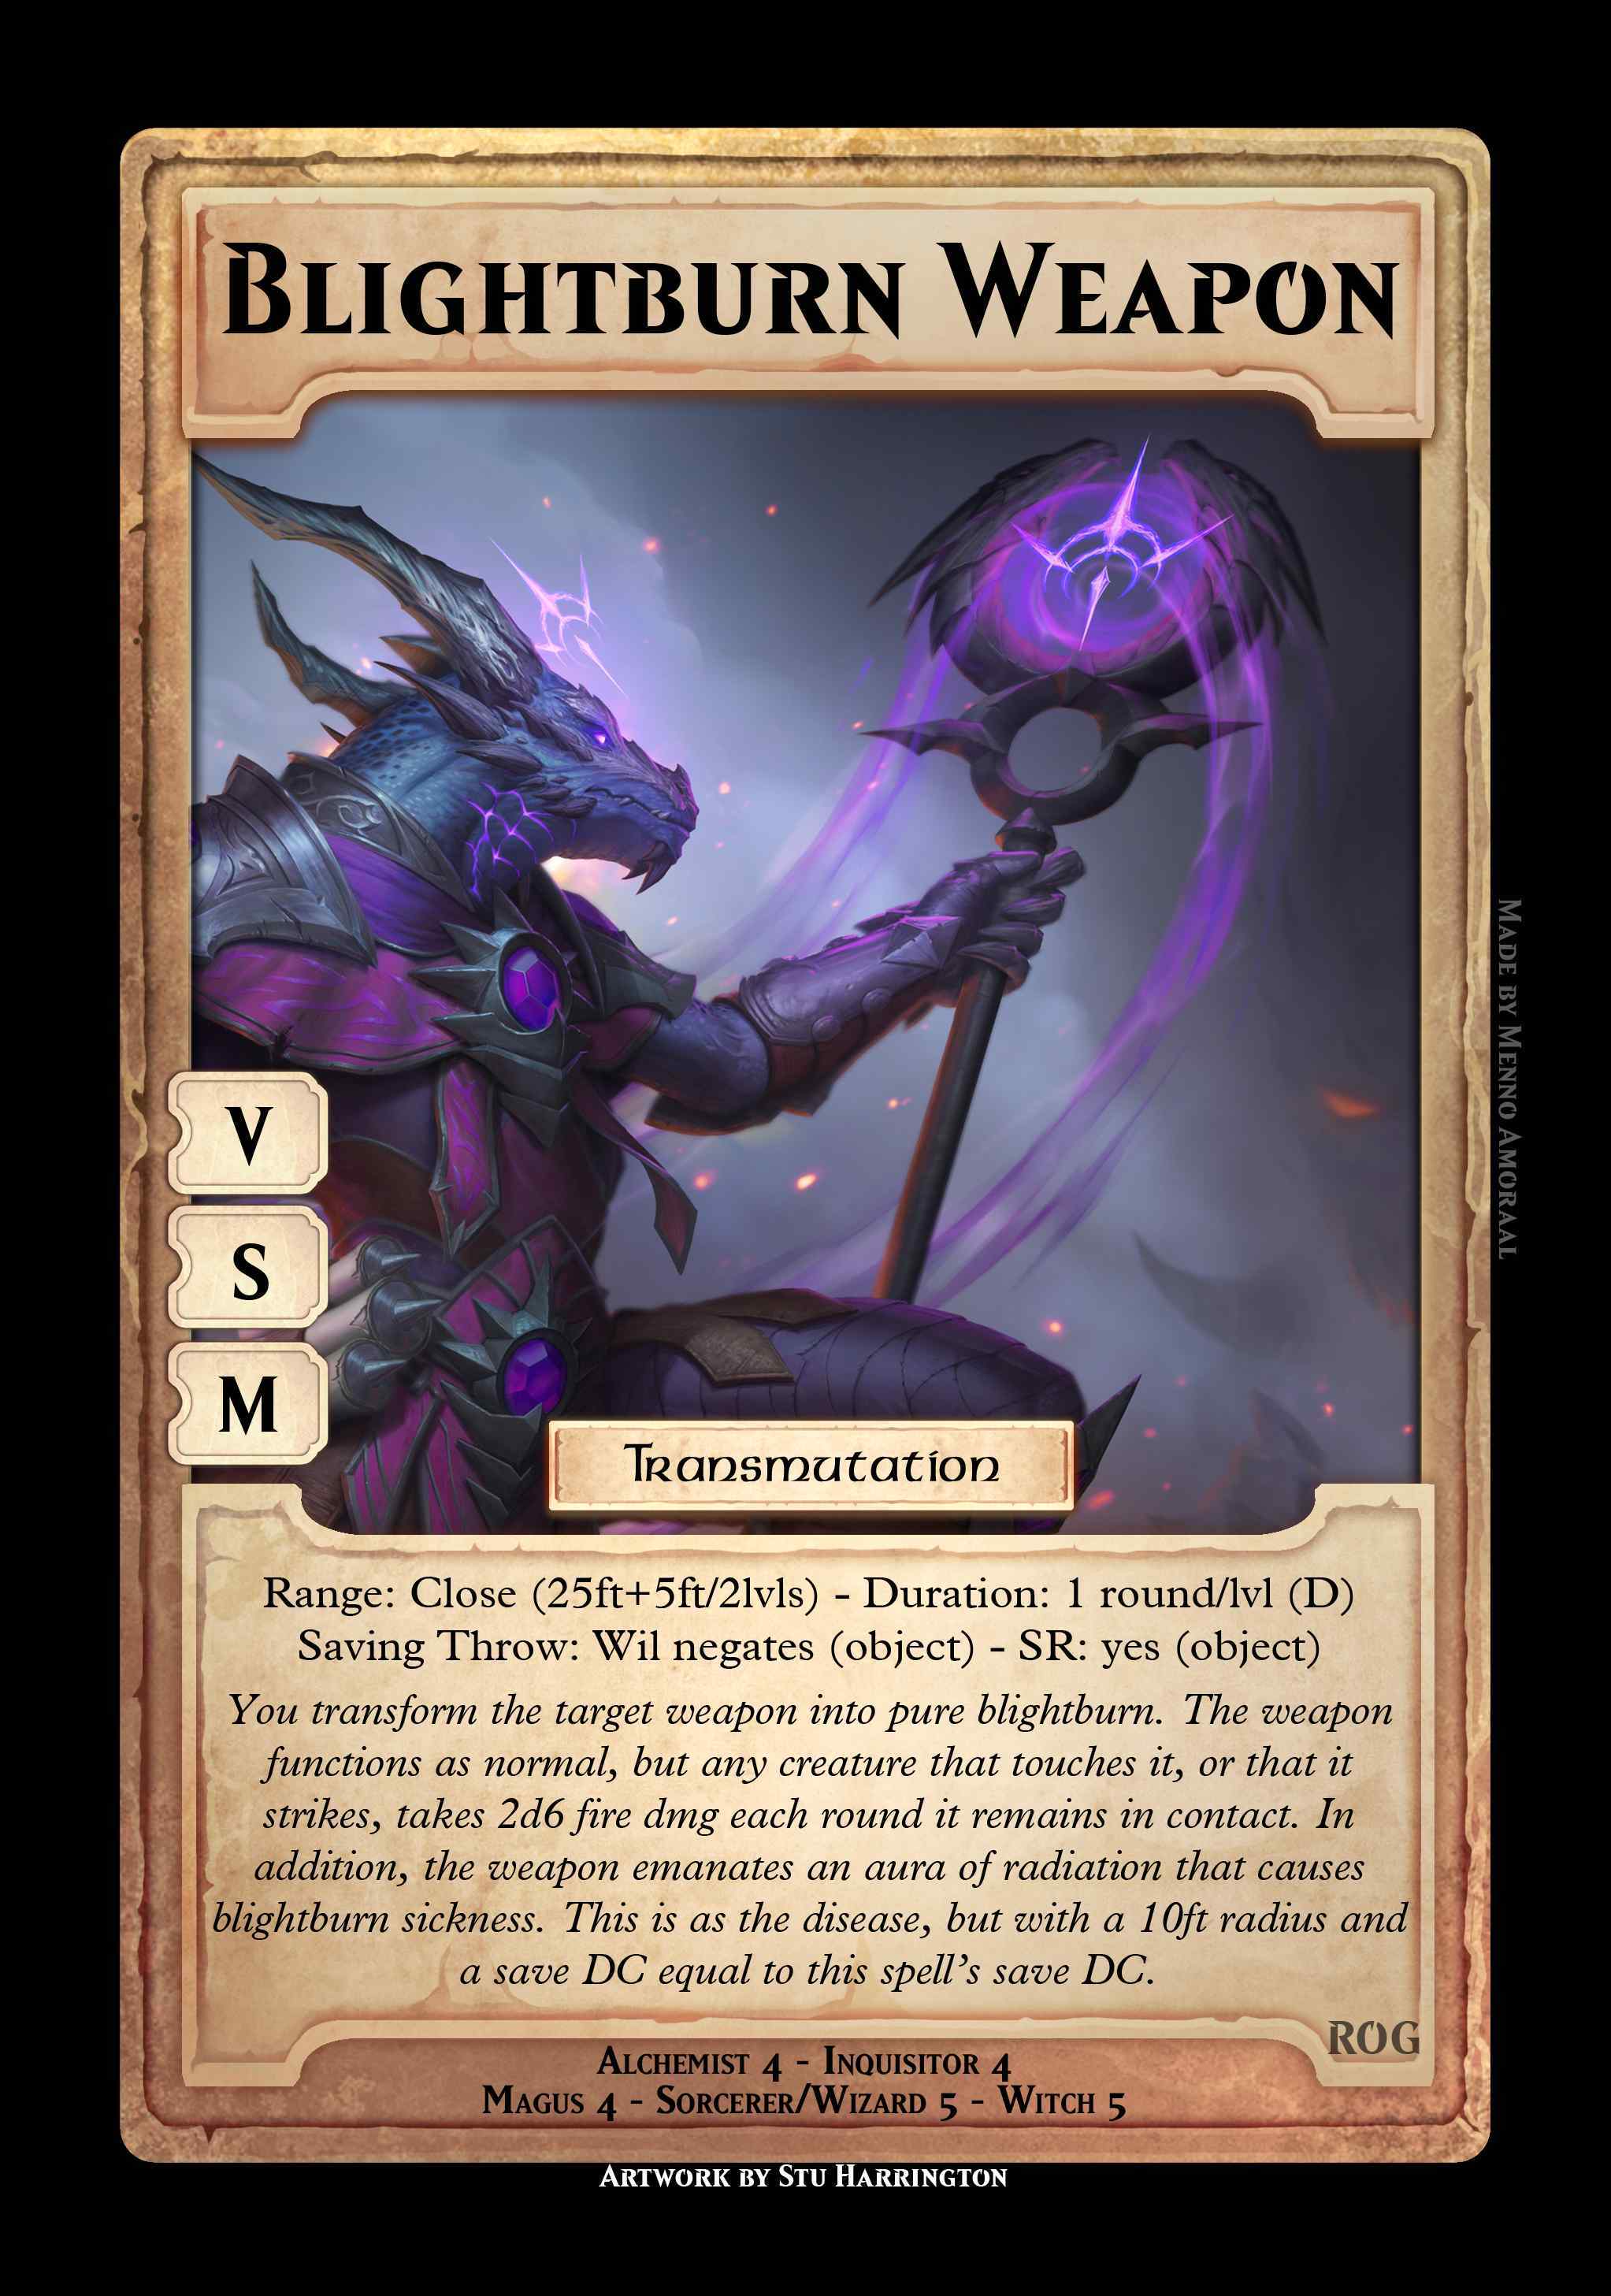 Blightburn Weapon
V
S
M
Transmutation
Range: Close (25ft+5ft/2lvls) - Duration: 1 round/lvl (D)
Saving Throw: Wil negates (object) - SR: yes (object)
You transform the target weapon into pure blightburn. The weapon
functions as normal, but any creature that touches it, or that it
strikes, takes 2d6 fire dmg each round it remains in contact. In
addition, the weapon emanates an aura of radiation that causes
blightburn sickness. This is as the disease, but with a 10ft radius and
a save DC equal to this spell's save DC.
ROG
Alchemist 4 - Inquisitor 4
Magus 4 - Sorcerer/Wizard 5 - Witch 5
Artwork by Stu Harrington
Made by Menno Amoraal